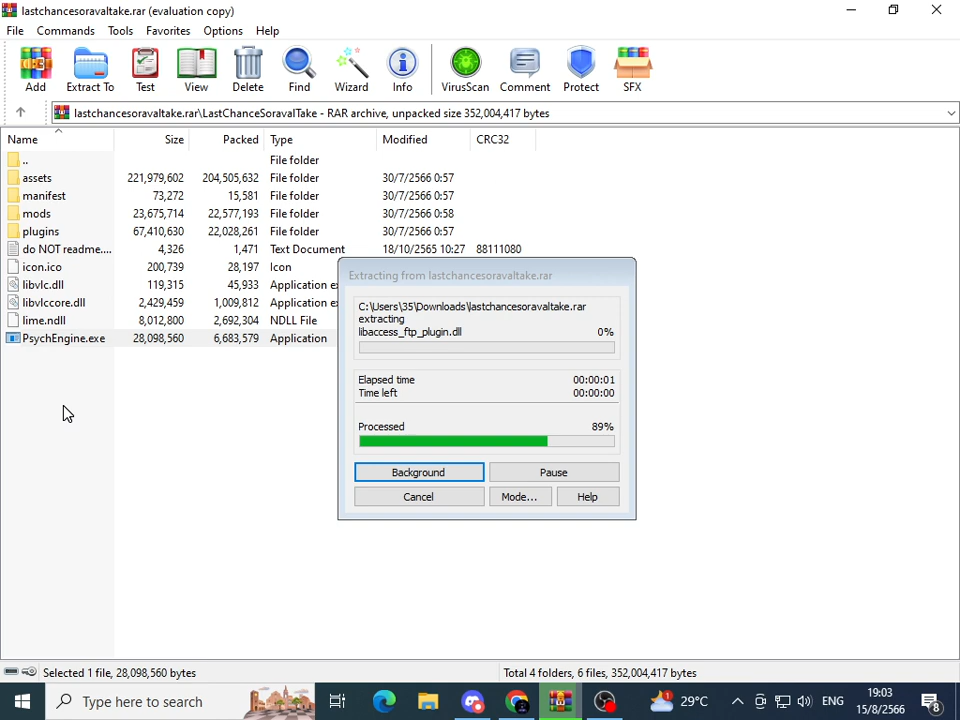 lastchancesoravaltake.rar (evaluation copy)
File Commands Tools Favorites Options Help
Add Extract To Test View Delete Find Wizard Info VirusScan Comment Protect SFX
lastchancesoravaltake.rar\LastChanceSoravalTake - RAR archive, unpacked size 352,004,417 bytes
Name Size Packed Type Modified CRC32
.. File folder
assets 221,979,602 204,505,632 File folder 30/7/2566 0:57
manifest 73,272 15,581 File folder 30/7/2566 0:57
mods 23,675,714 22,577,193 File folder 30/7/2566 0:58
plugins 67,410,630 22,028,261 File folder 30/7/2566 0:57
do NOT readme.... 4,326 1,471 Text Document 18/10/2565 10:27 88111080
icon.ico 200,739 28,197 Icon
libvlc.dll 119,315 45,933 Application ex
libvlccore.dll 2,429,459 1,009,812 Application ex
lime.ndll 8,012,800 2,692,304 NDLL File
PsychEngine.exe 28,098,560 6,683,579 Application
Extracting from lastchancesoravaltake.rar
C:\Users\35\Downloads\lastchancesoravaltake.rar
extracting
libaccess_ftp_plugin.dll 0%
Elapsed time 00:00:01
Time left 00:00:00
Processed 89%
Background Pause
Cancel Mode... Help
Selected 1 file, 28,098,560 bytes Total 4 folders, 6 files, 352,004,417 bytes
Type here to search 1 29°C ENG 19:03
15/8/2566 8